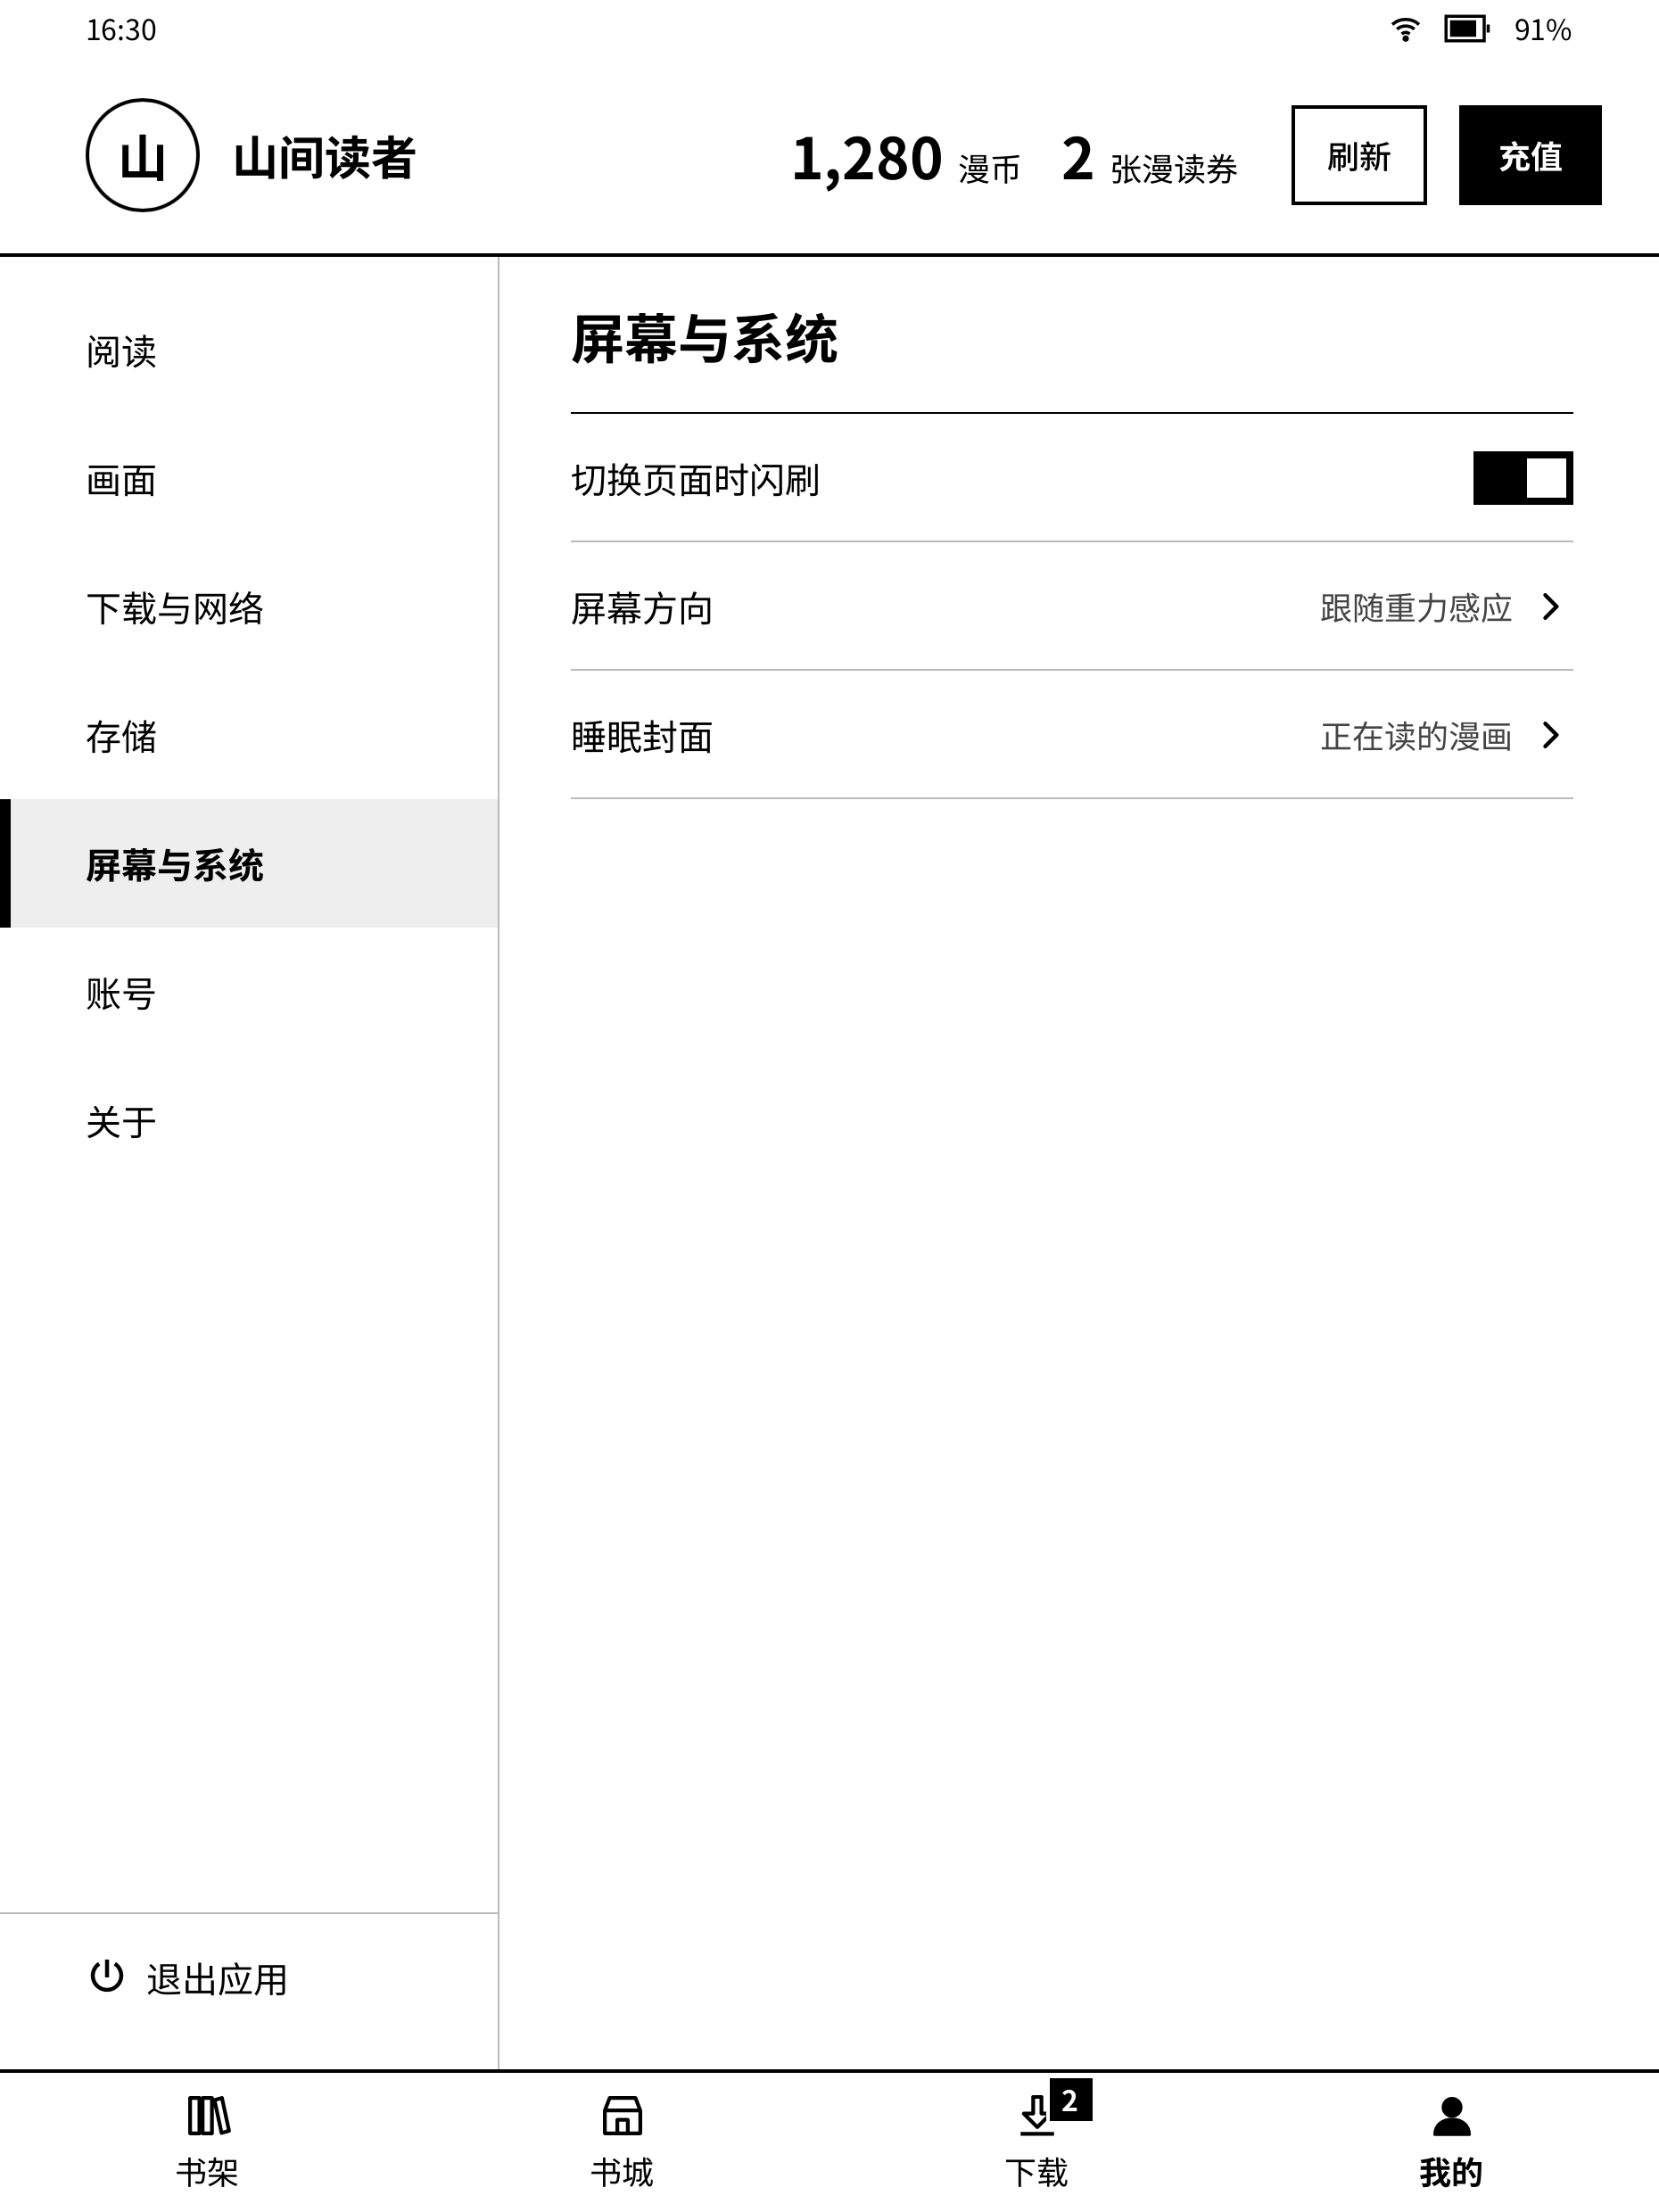 16:30
91%
山
山间读者
1,280 漫币 2 张漫读券
刷新
充值
阅读
画面
下载与网络
存储
屏幕与系统
账号
关于
退出应用
屏幕与系统
切换页面时闪刷
屏幕方向 跟随重力感应
睡眠封面 正在读的漫画
书架
书城
2
下载
我的